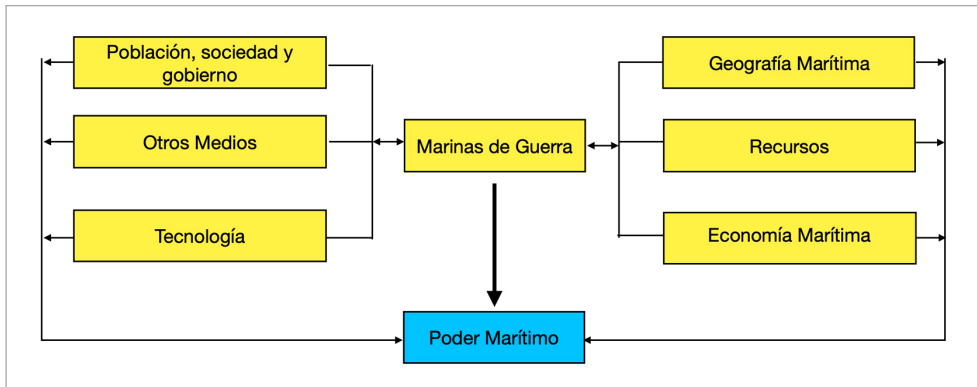 Población, sociedad y
gobierno
Otros Medios
Tecnología
Marinas de Guerra
Geografía Marítima
Recursos
Economía Marítima
Poder Marítimo